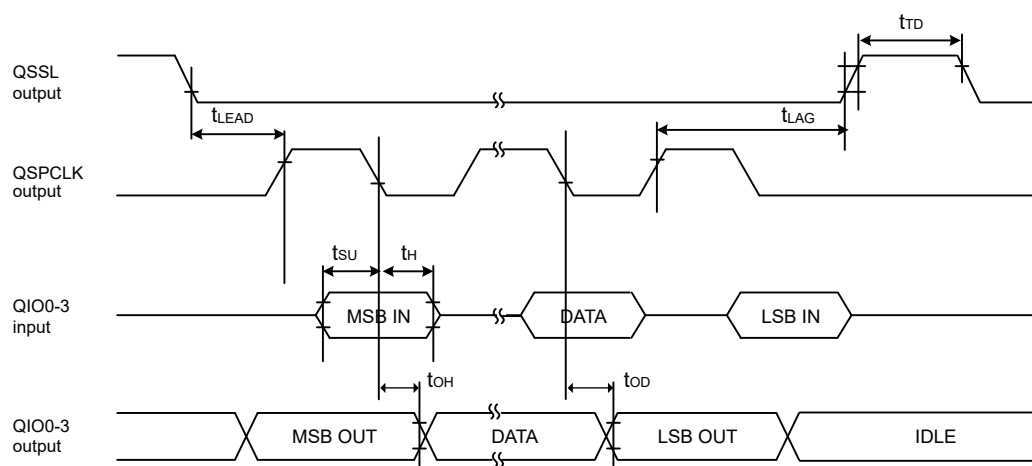 tTD
QSSL
output
tLEAD
tLAG
QSPCLK
output
tSU
tH
QIO0-3
input
MSB IN
DATA
LSB IN
tOH
tOD
QIO0-3
output
MSB OUT
DATA
LSB OUT
IDLE